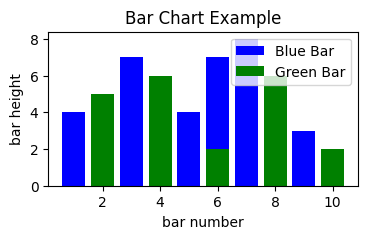 Bar Chart Example
8
6
4
2
0
bar height
Blue Bar
Green Bar
2 4 6 8 10
bar number